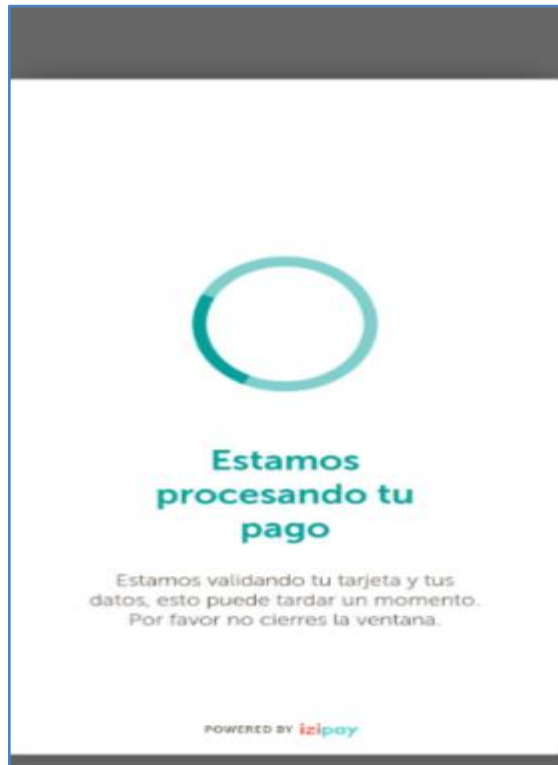 Estamos
procesando tu
pago
Estamos validando tu tarjeta y tus
datos, esto puede tardar un momento.
Por favor no cierres la ventana.
POWERED BY izipay